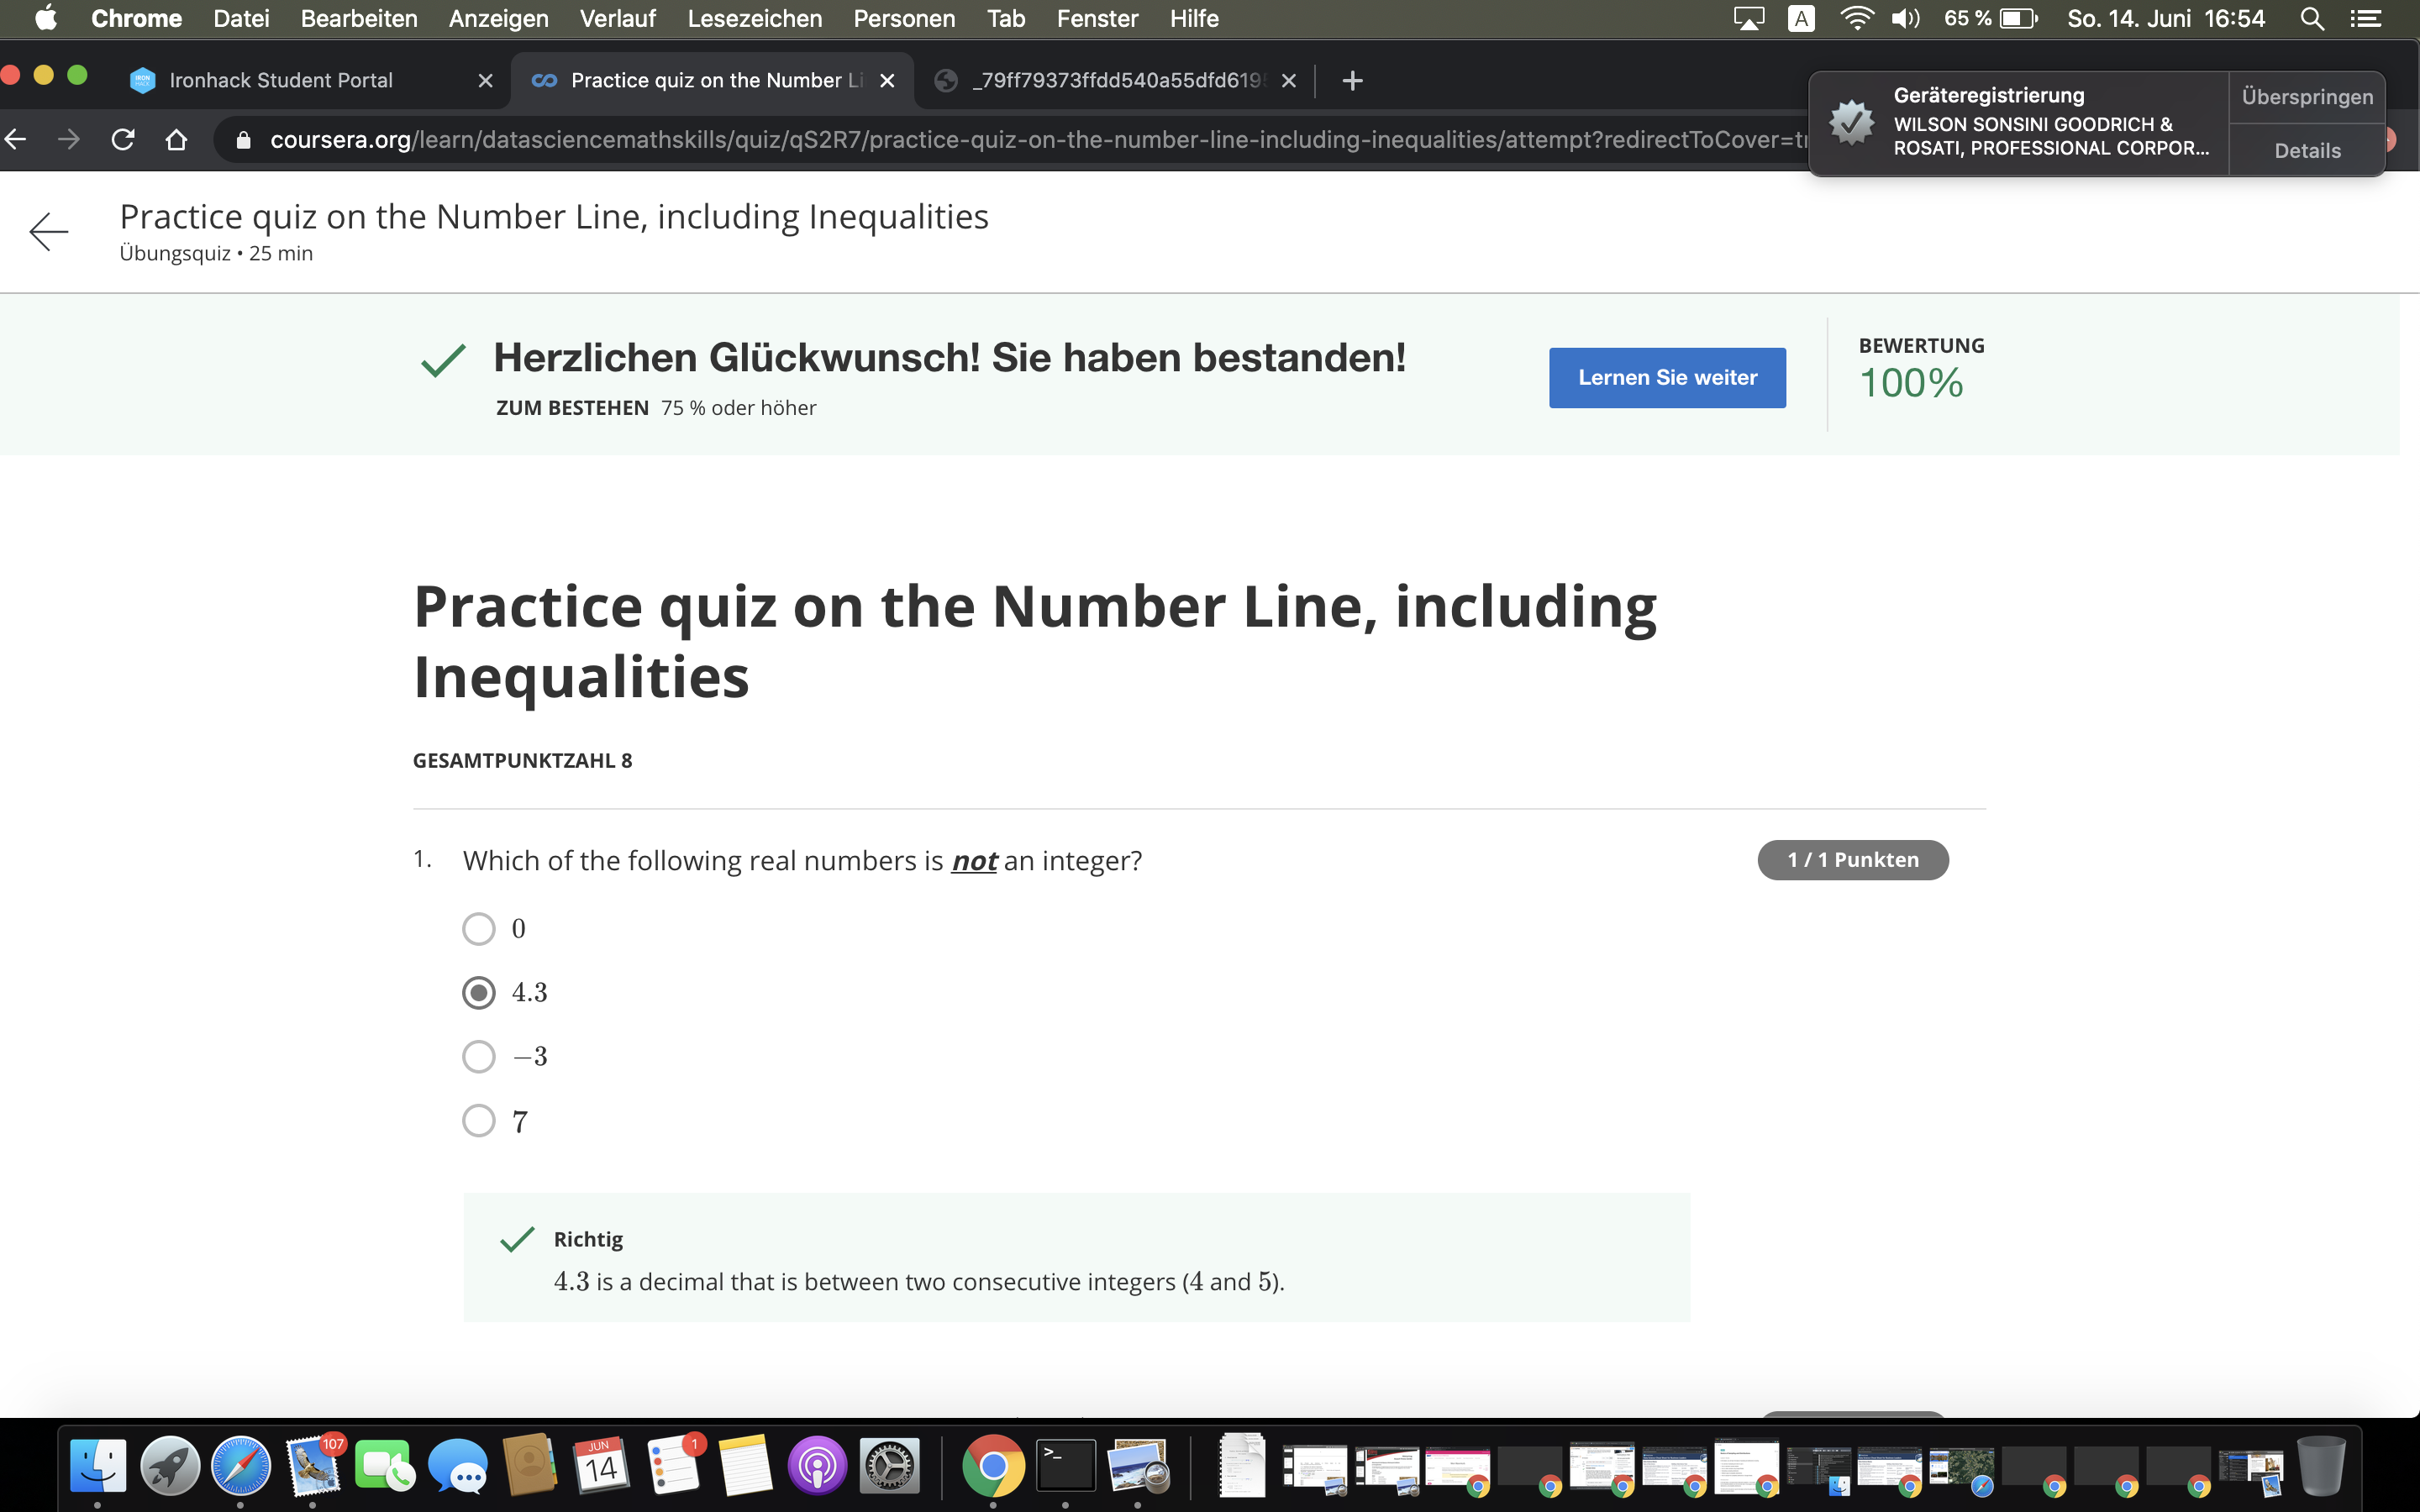 Chrome Datei Bearbeiten Anzeigen Verlauf Lesezeichen Personen Tab Fenster Hilfe A 65 % So. 14. Juni 16:54
Ironhack Student Portal
Practice quiz on the Number Li
_79ff79373ffdd540a55dfd619
coursera.org/learn/datasciencemathskills/quiz/qS2R7/practice-quiz-on-the-number-line-including-inequalities/attempt?redirectToCover=tr
Geräteregistrierung
WILSON SONSINI GOODRICH &
ROSATI, PROFESSIONAL CORPOR...
Überspringen
Details
Practice quiz on the Number Line, including Inequalities
Übungsquiz • 25 min
Herzlichen Glückwunsch! Sie haben bestanden!
ZUM BESTEHEN 75 % oder höher
Lernen Sie weiter
BEWERTUNG
100%
Practice quiz on the Number Line, including
Inequalities
GESAMTPUNKTZAHL 8
1. Which of the following real numbers is not an integer?
1 / 1 Punkten
0
4.3
−3
7
Richtig
4.3 is a decimal that is between two consecutive integers (4 and 5).
107
JUN
14
1
>_